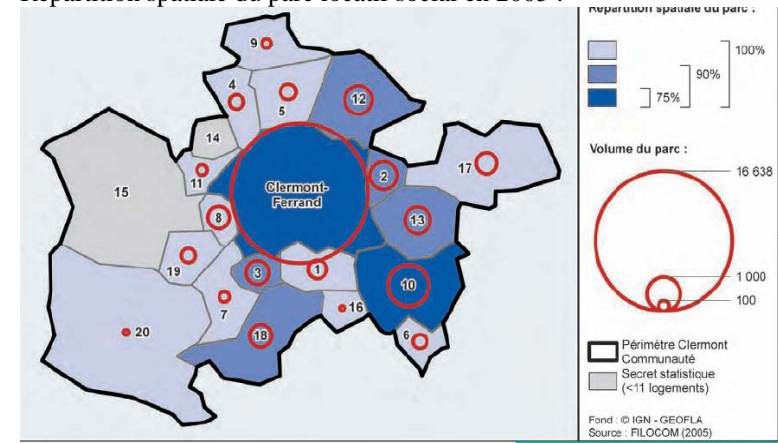 Répartition spatiale du parc locatif social en 2005 :
9
4
5
12
14
17
15
11
2
Clermont-
Ferrand
8
13
19
3
1
10
7
16
20
18
6
Répartition spatiale du parc :
100%
90%
75%
Volume du parc :
16 638
1 000
100
Périmètre Clermont
Communauté
Secret statistique
(<11 logements)
Fond : © IGN - GEOFLA
Source : FILOCOM (2005)